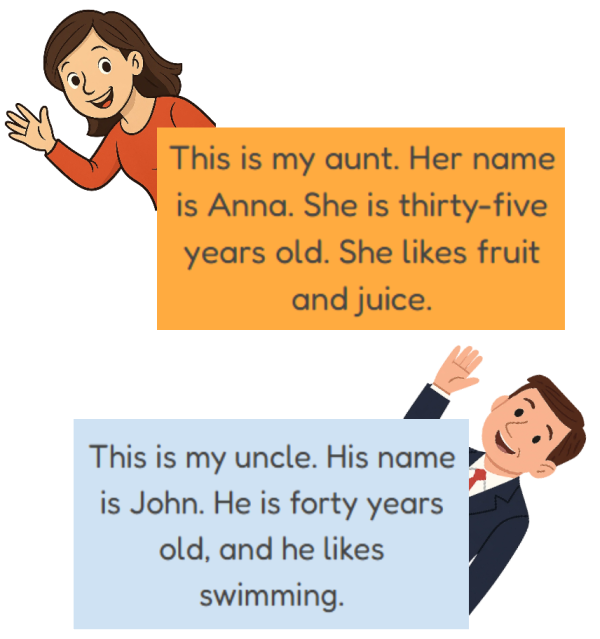 This is my aunt. Her name
is Anna. She is thirty-five
years old. She likes fruit
and juice.
This is my uncle. His name
is John. He is forty years
old, and he likes
swimming.